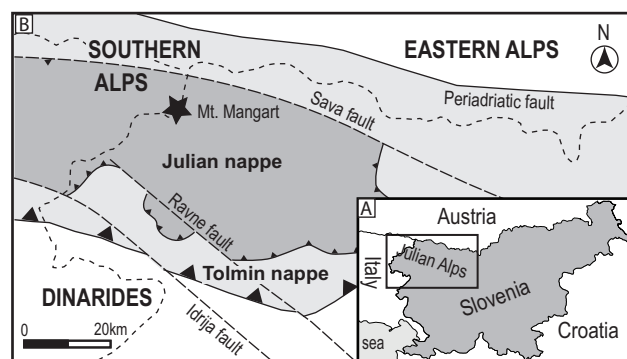 B
SOUTHERN
ALPS
EASTERN ALPS
N
Mt. Mangart
Sava fault
Periadriatic fault
Julian nappe
Ravne fault
Tolmin nappe
DINARIDES
Idrija fault
0 20km
A
Austria
Italy
Julian Alps
Slovenia
Croatia
sea